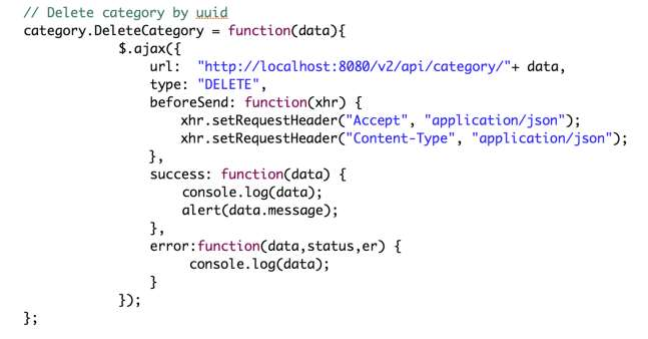 // Delete category by uuid
category.DeleteCategory = function(data){
$.ajax({
url: "http://localhost:8080/v2/api/category/"+ data,
type: "DELETE",
beforeSend: function(xhr) {
xhr.setRequestHeader("Accept", "application/json");
xhr.setRequestHeader("Content-Type", "application/json");
},
success: function(data) {
console.log(data);
alert(data.message);
},
error:function(data,status,er) {
console.log(data);
}
});
};